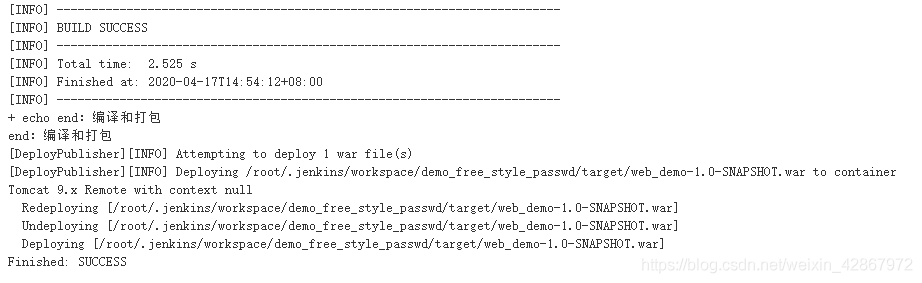 [INFO] ------------------------------------------------------------------------
[INFO] BUILD SUCCESS
[INFO] ------------------------------------------------------------------------
[INFO] Total time:  2.525 s
[INFO] Finished at: 2020-04-17T14:54:12+08:00
[INFO] ------------------------------------------------------------------------
+ echo end：编译和打包
end：编译和打包
[DeployPublisher][INFO] Attempting to deploy 1 war file(s)
[DeployPublisher][INFO] Deploying /root/.jenkins/workspace/demo_free_style_passwd/target/web_demo-1.0-SNAPSHOT.war to container
Tomcat 9.x Remote with context null
  Redeploying [/root/.jenkins/workspace/demo_free_style_passwd/target/web_demo-1.0-SNAPSHOT.war]
  Undeploying [/root/.jenkins/workspace/demo_free_style_passwd/target/web_demo-1.0-SNAPSHOT.war]
  Deploying [/root/.jenkins/workspace/demo_free_style_passwd/target/web_demo-1.0-SNAPSHOT.war]
Finished: SUCCESS
https://blog.csdn.net/weixin_42867972